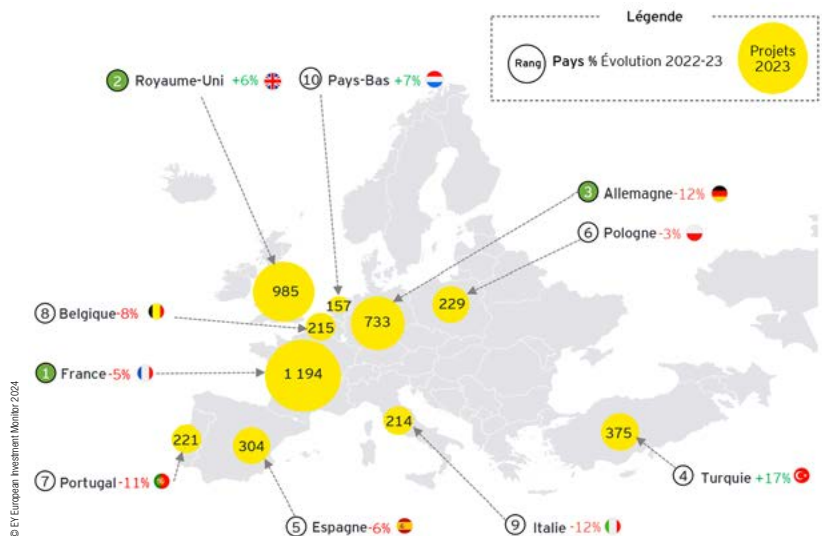 Légende
Rang Pays % Évolution 2022-23
Projets
2023
2 Royaume-Uni +6%
10 Pays-Bas +7%
3 Allemagne -12%
6 Pologne -3%
985
157
733
229
8 Belgique -8%
215
1 France -5%
1 194
214
375
221
304
7 Portugal -11%
4 Turquie +17%
5 Espagne -6%
9 Italie -12%
© EY European Investment Monitor 2024